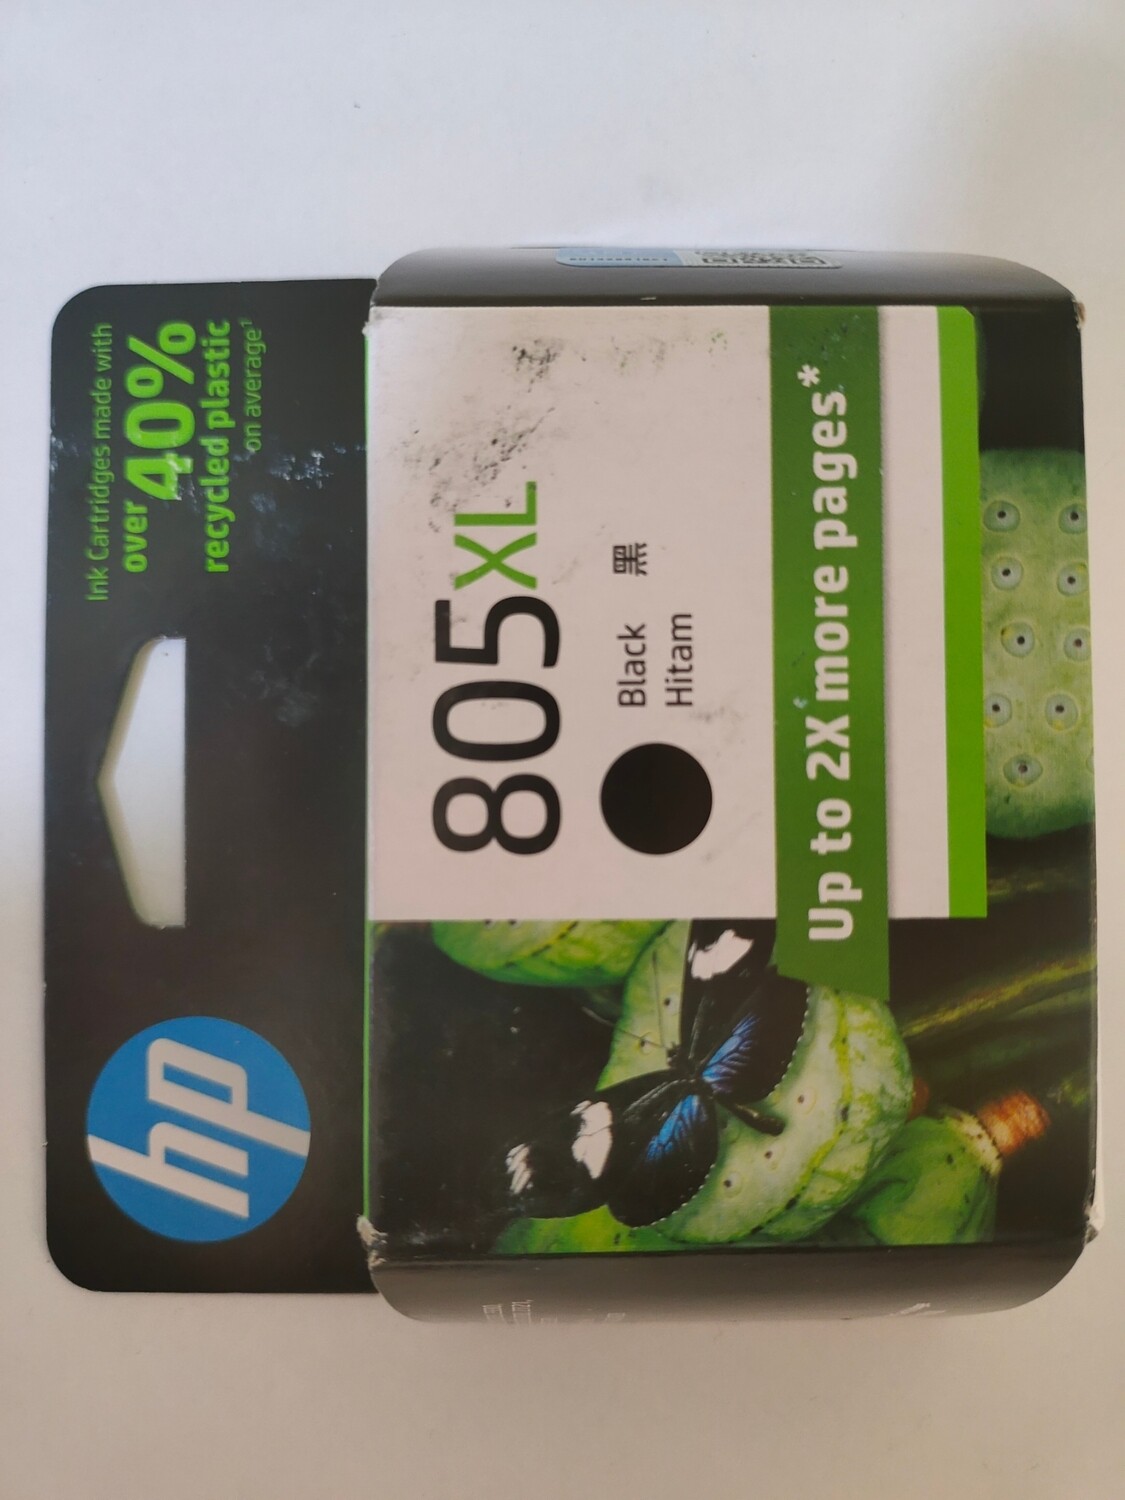 hp
Ink Cartridges made with
over 40%
recycled plastic
on average¹
805XL
Black 黑
Hitam
Up to 2X more pages*